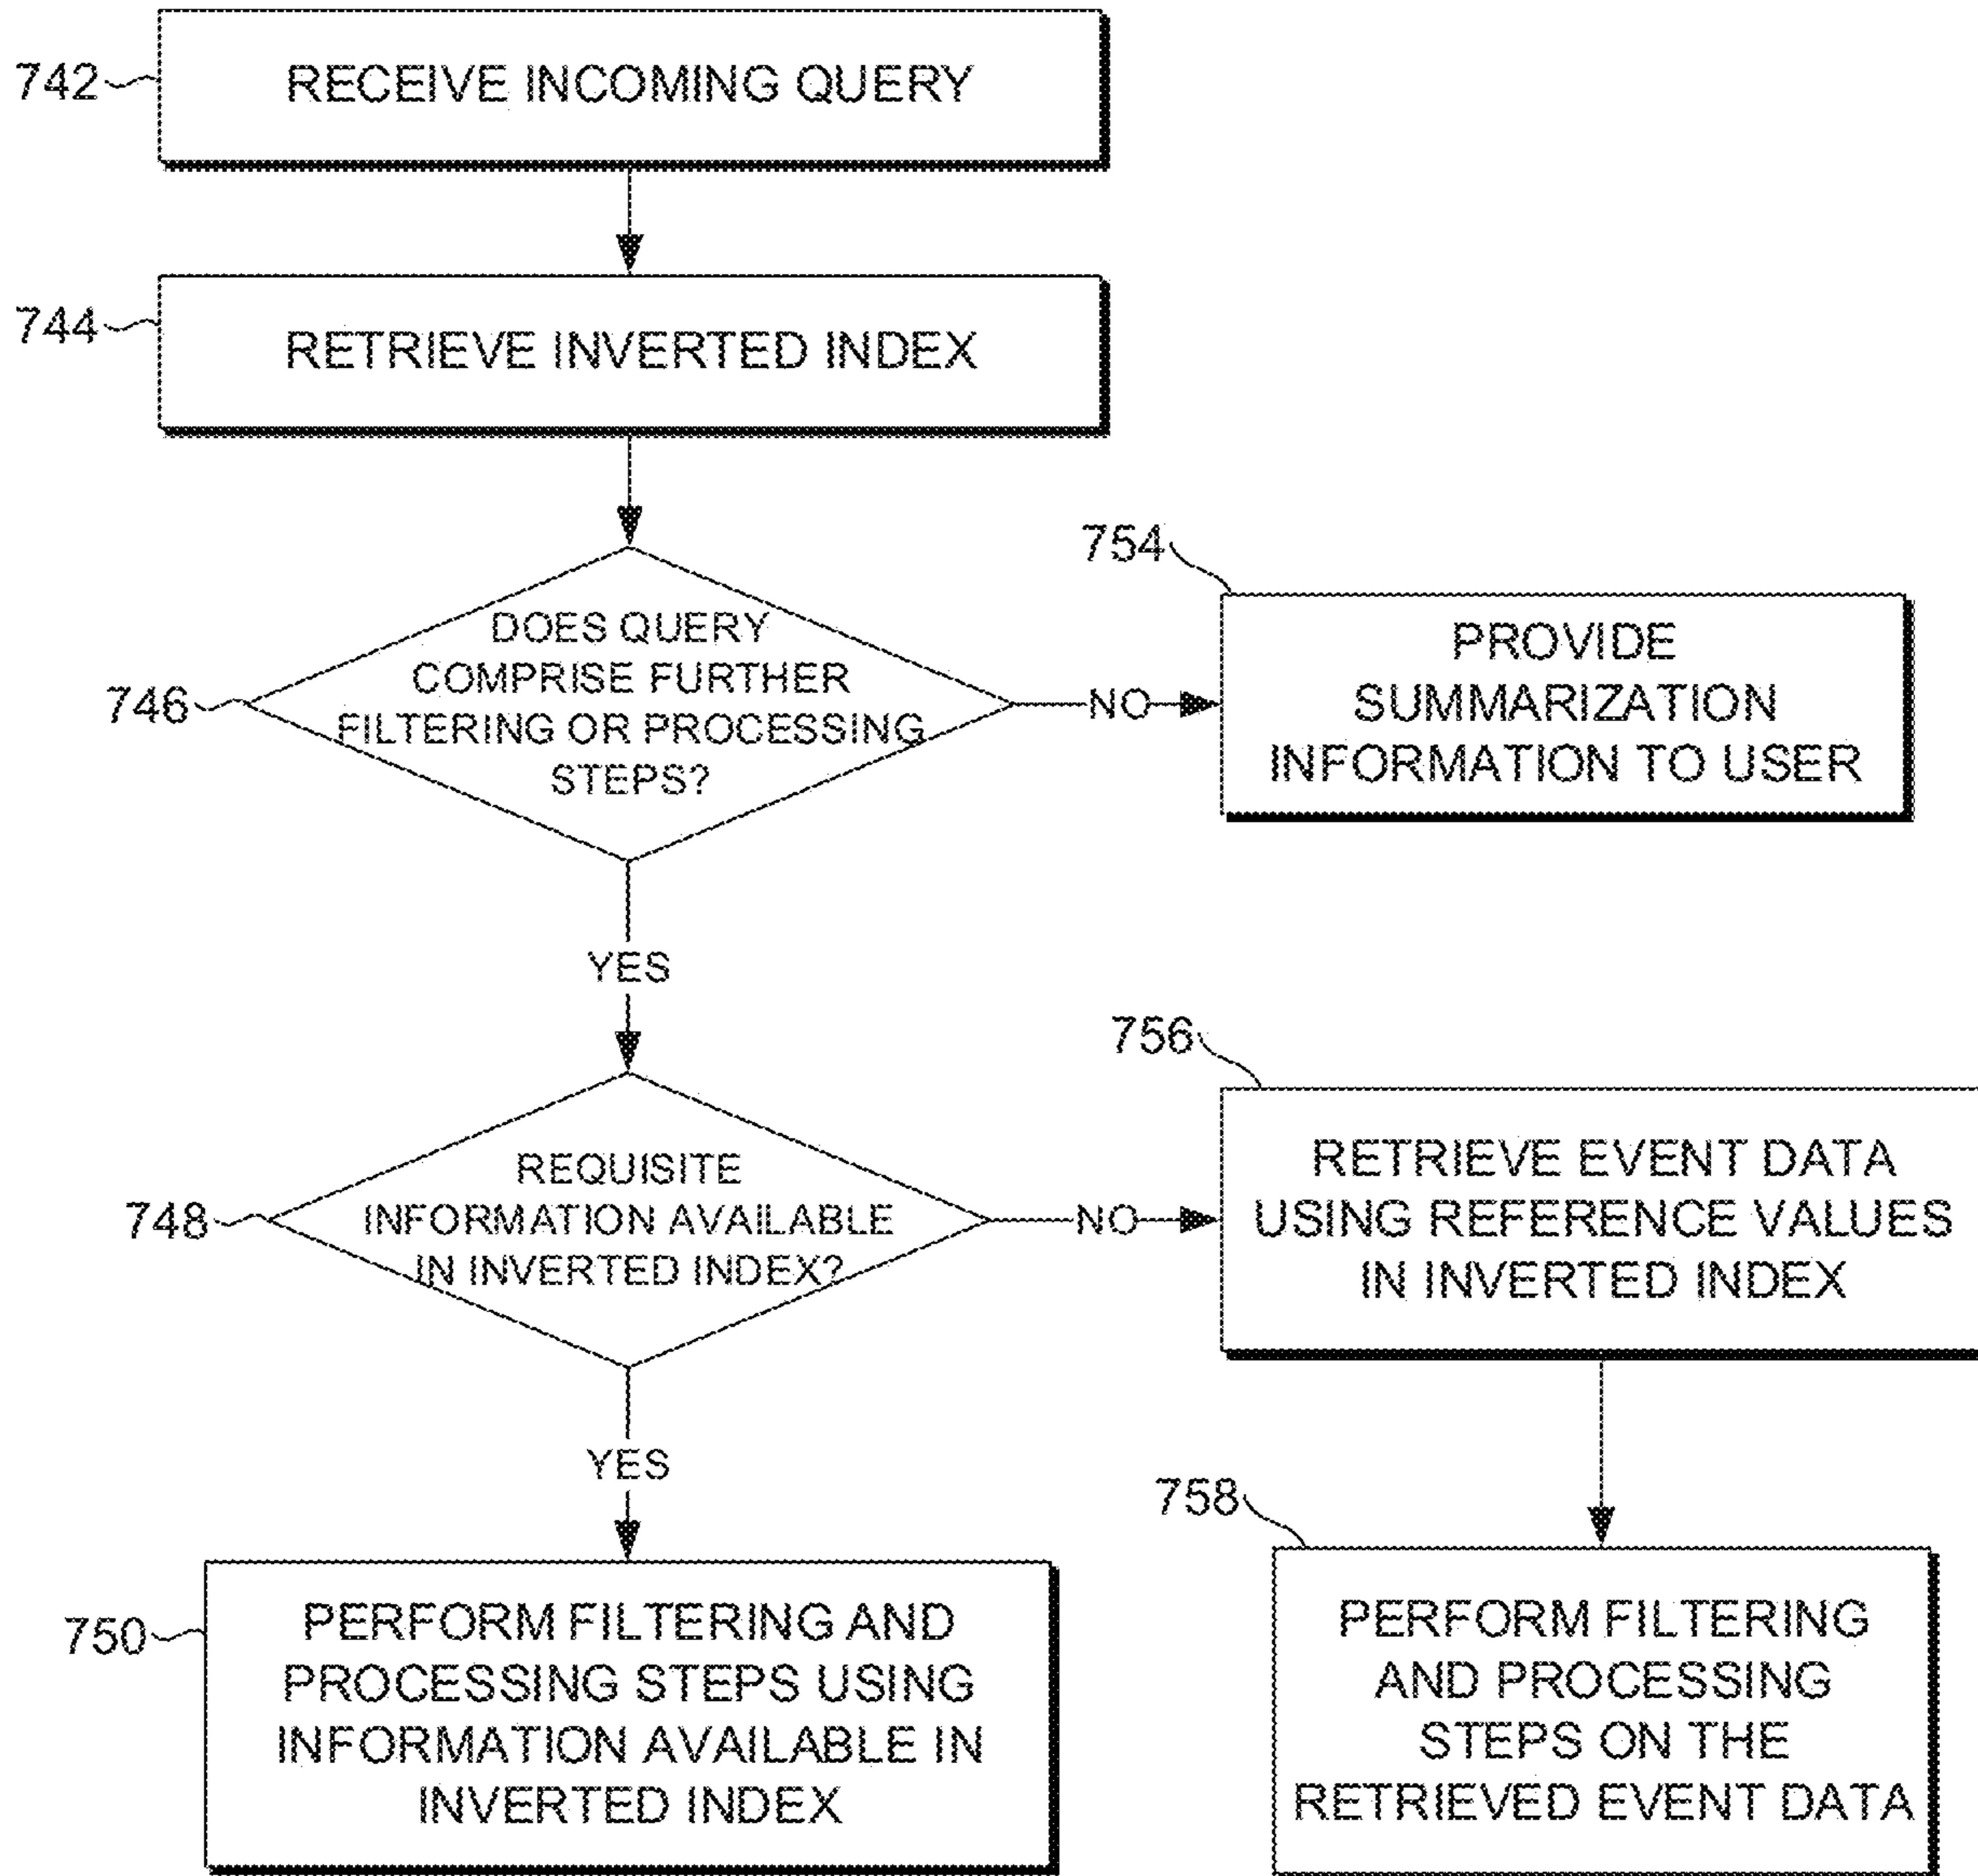 742
RECEIVE INCOMING QUERY
744
RETRIEVE INVERTED INDEX
746
DOES QUERY
COMPRISE FURTHER
FILTERING OR PROCESSING
STEPS?
NO
754
PROVIDE
SUMMARIZATION
INFORMATION TO USER
YES
748
REQUISITE
INFORMATION AVAILABLE
IN INVERTED INDEX?
NO
756
RETRIEVE EVENT DATA
USING REFERENCE VALUES
IN INVERTED INDEX
YES
750
PERFORM FILTERING AND
PROCESSING STEPS USING
INFORMATION AVAILABLE IN
INVERTED INDEX
758
PERFORM FILTERING
AND PROCESSING
STEPS ON THE
RETRIEVED EVENT DATA